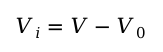 V_i = V − V_0